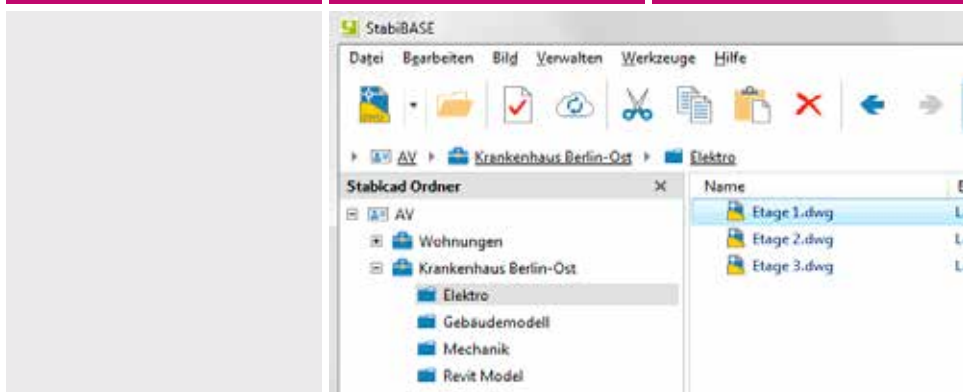 StabiBASE
Datei Bearbeiten Bild Verwalten Werkzeuge Hilfe
AV Krankenhaus Berlin-Ost Elektro
Stabicad Ordner Name
AV
Wohnungen
Krankenhaus Berlin-Ost
Elektro
Gebäudemodell
Mechanik
Revit Model
Etage 1.dwg
Etage 2.dwg
Etage 3.dwg